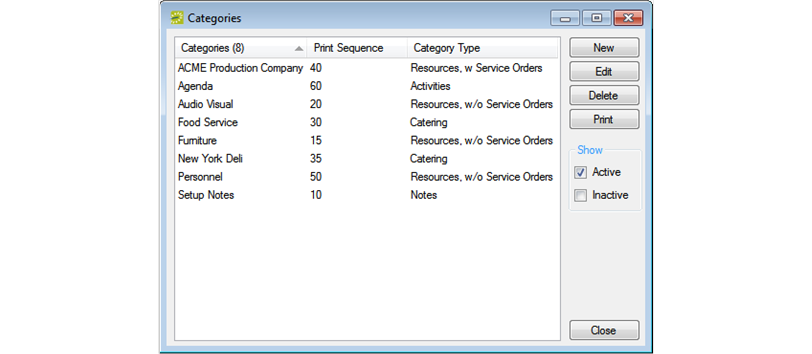 Categories
Categories (8) Print Sequence Category Type
ACME Production Company 40 Resources, w Service Orders
Agenda 60 Activities
Audio Visual 20 Resources, w/o Service Orders
Food Service 30 Catering
Furniture 15 Resources, w/o Service Orders
New York Deli 35 Catering
Personnel 50 Resources, w/o Service Orders
Setup Notes 10 Notes
New
Edit
Delete
Print
Show
Active
Inactive
Close